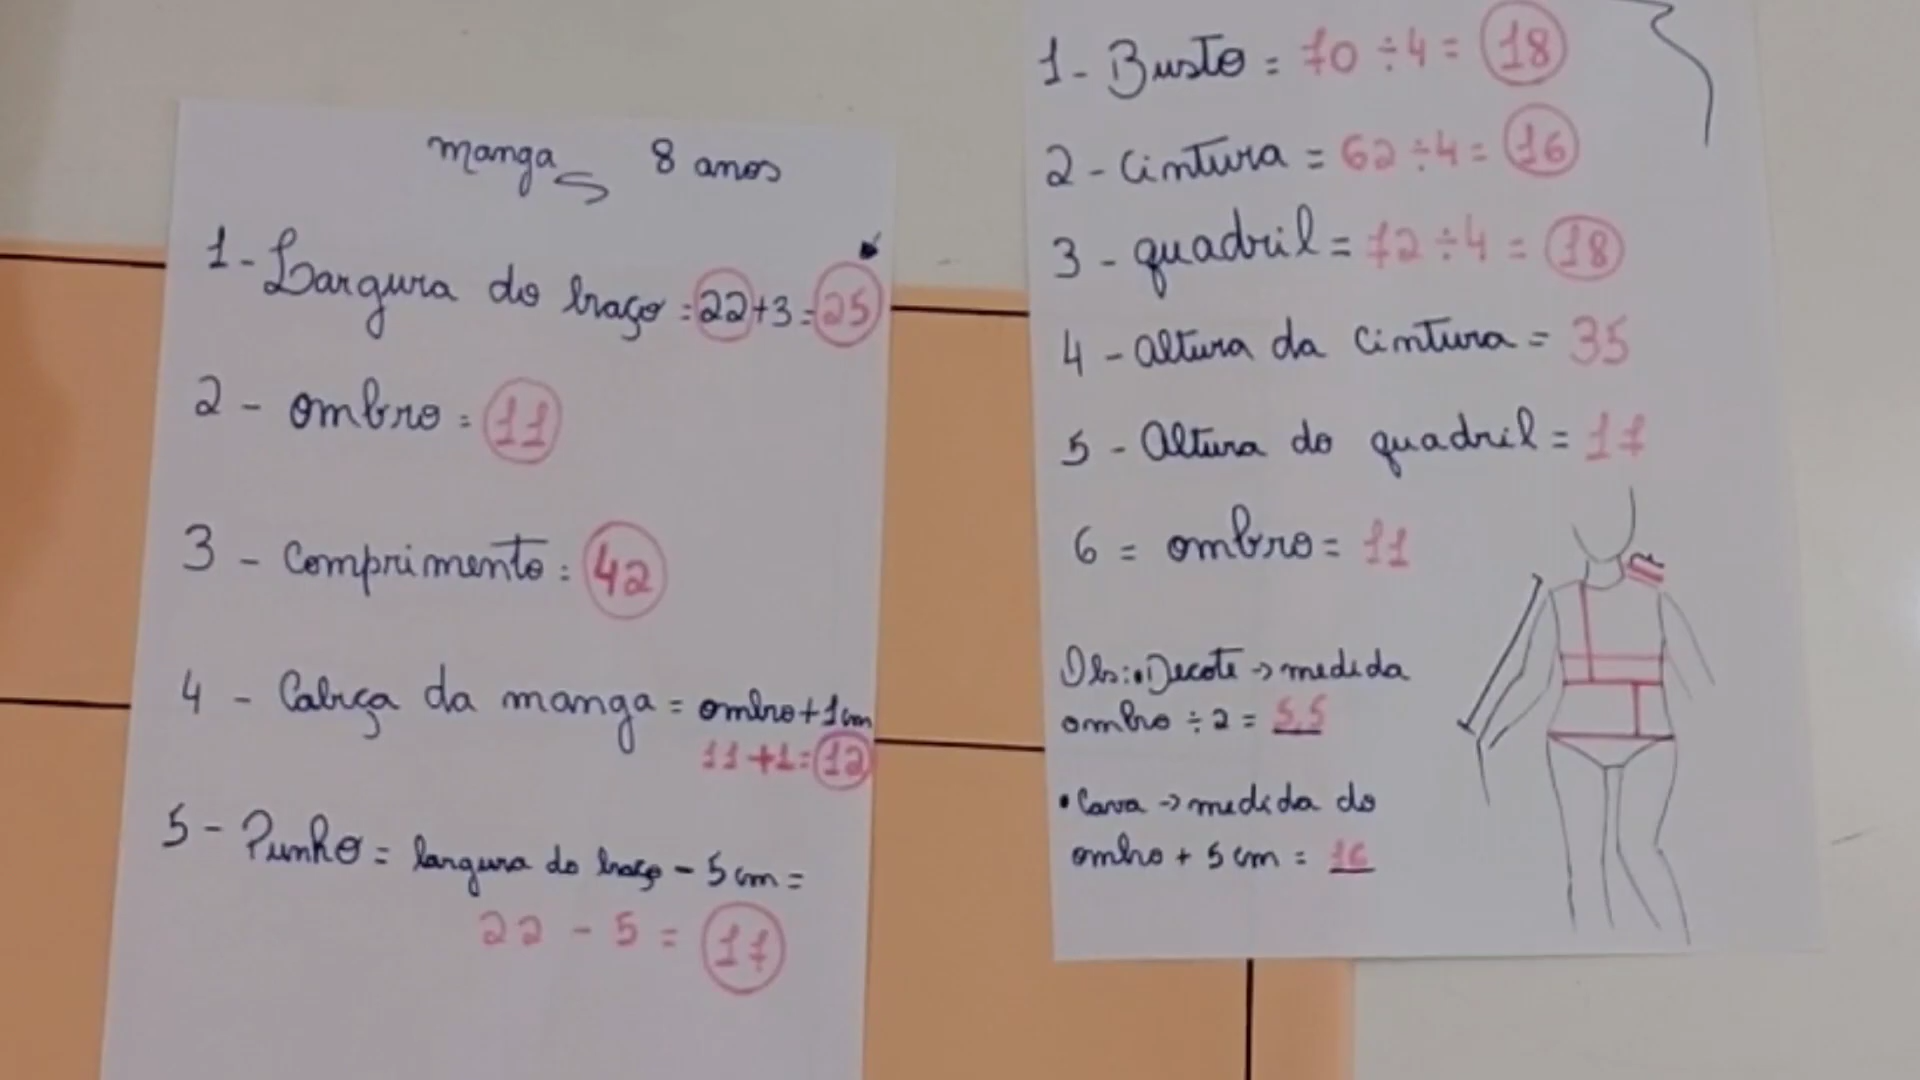 manga 8 anos
1 - Largura do braço = 22 + 3 = 25
2 - ombro = 11
3 - Comprimento = 42
4 - Cabeça da manga = ombro + 1cm
11 + 1 = 12
5 - Punho = largura do braço - 5cm =
22 - 5 = 17
1 - Busto = 70 ÷ 4 = 18
2 - Cintura = 62 ÷ 4 = 16
3 - quadril = 72 ÷ 4 = 18
4 - Altura da Cintura = 35
5 - Altura do quadril = 17
6 = ombro = 11
Obs: • Decote → medida
ombro ÷ 2 = 5,5
• Cava → medida do
ombro + 5 cm = 16